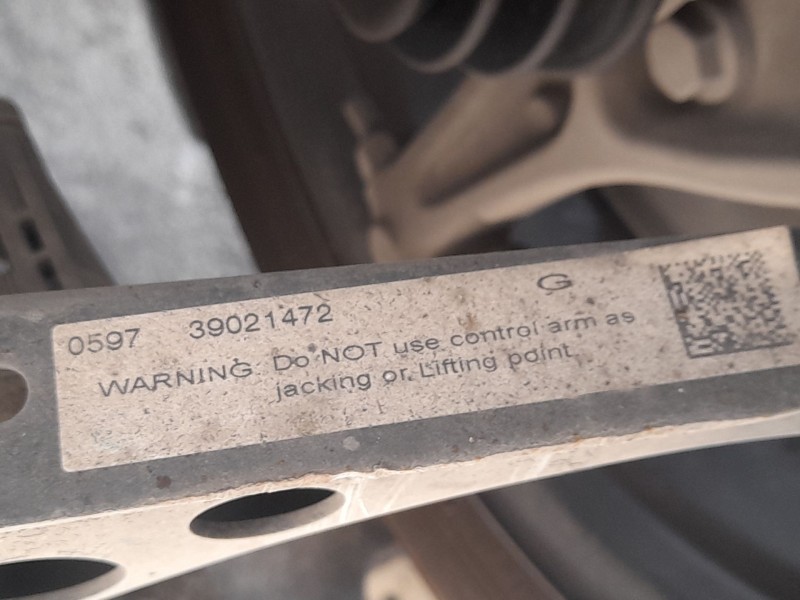 0597 39021472 G
WARNING. Do NOT use control arm as
jacking or Lifting point.